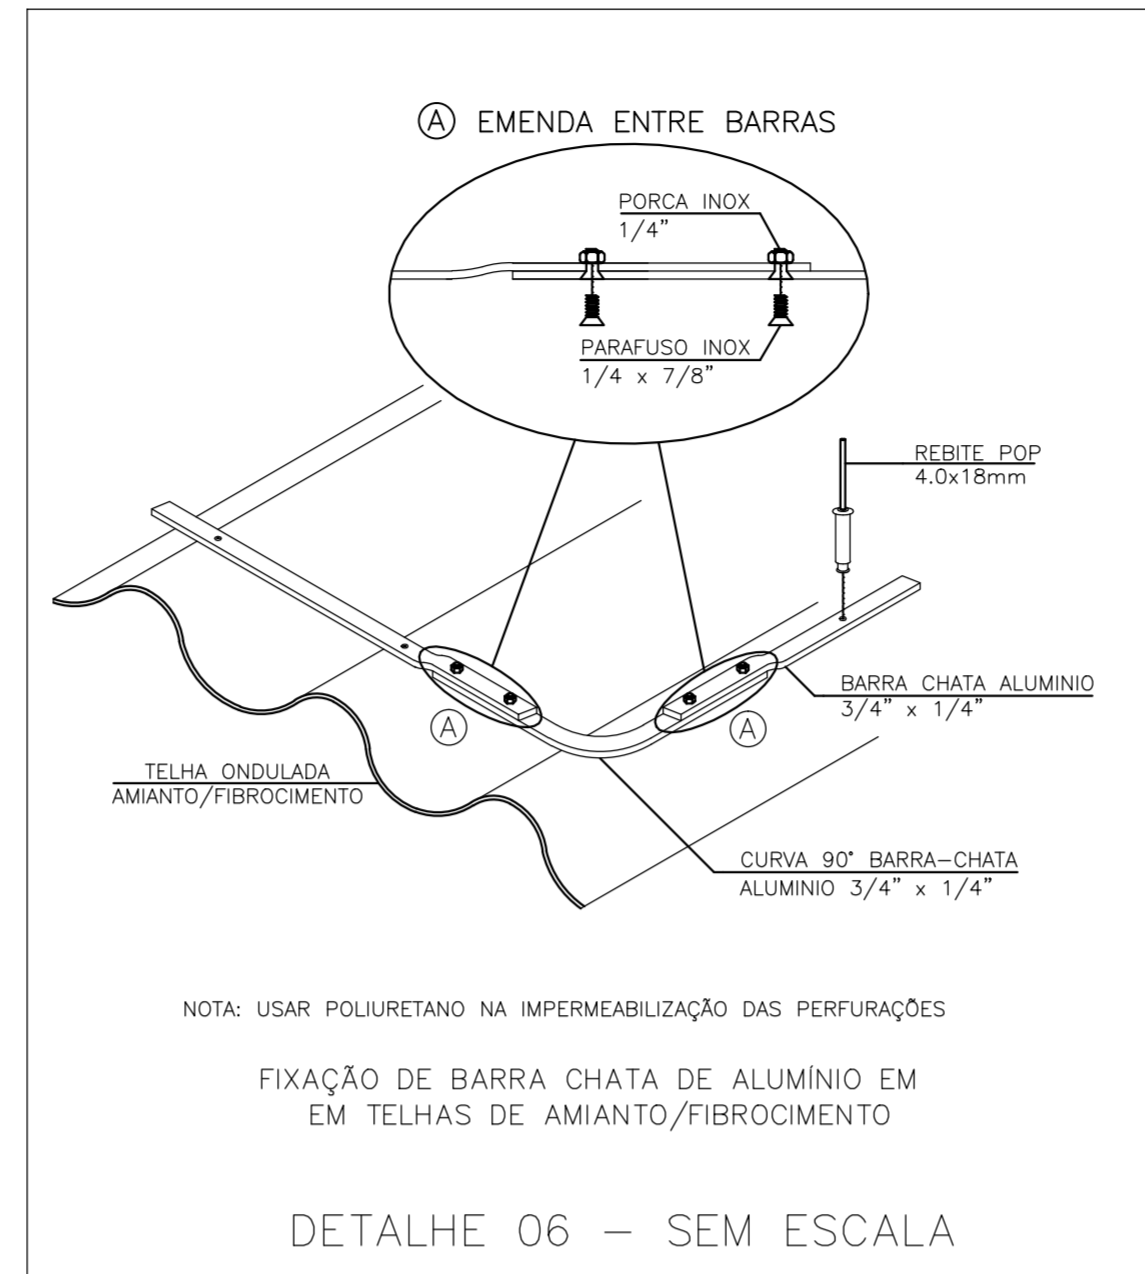 Ⓐ EMENDA ENTRE BARRAS
PORCA INOX
1/4"
PARAFUSO INOX
1/4 x 7/8"
REBITE POP
4.0x18mm
BARRA CHATA ALUMINIO
3/4" x 1/4"
A
A
TELHA ONDULADA
AMIANTO/FIBROCIMENTO
CURVA 90° BARRA-CHATA
ALUMINIO 3/4" x 1/4"
NOTA: USAR POLIURETANO NA IMPERMEABILIZAÇÃO DAS PERFURAÇÕES
FIXAÇÃO DE BARRA CHATA DE ALUMÍNIO EM
EM TELHAS DE AMIANTO/FIBROCIMENTO
DETALHE 06 - SEM ESCALA